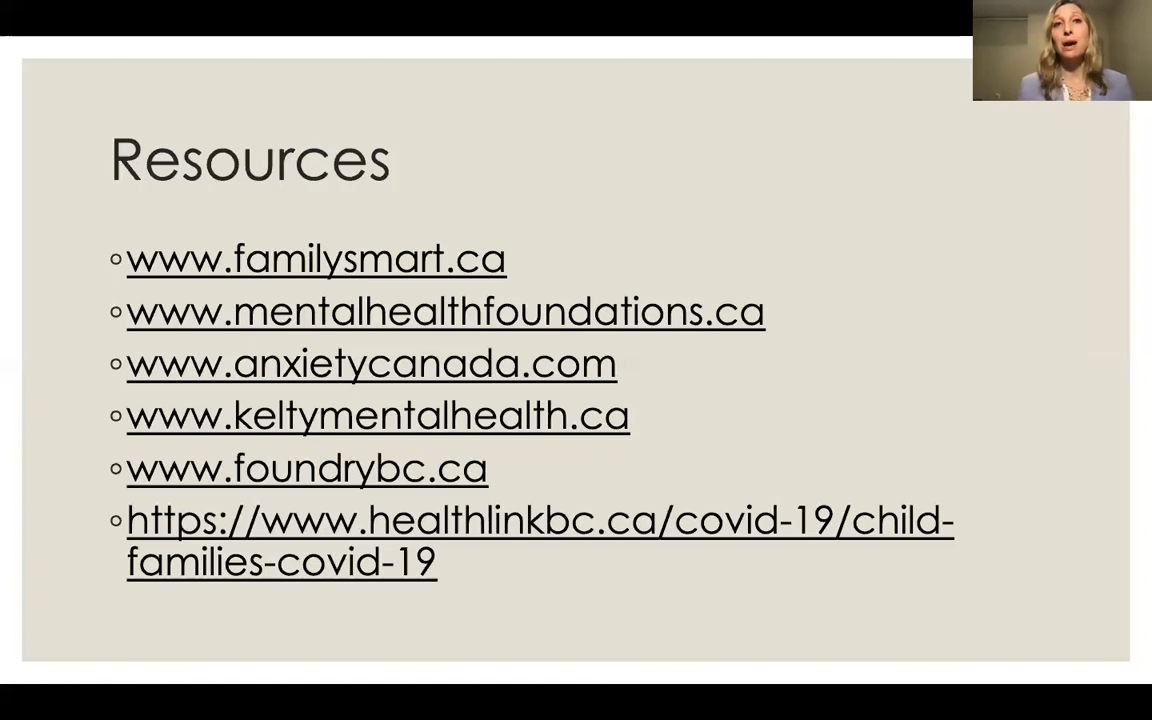 Resources
www.familysmart.ca
www.mentalhealthfoundations.ca
www.anxietycanada.com
www.keltymentalhealth.ca
www.foundrybc.ca
https://www.healthlinkbc.ca/covid-19/child-
families-covid-19